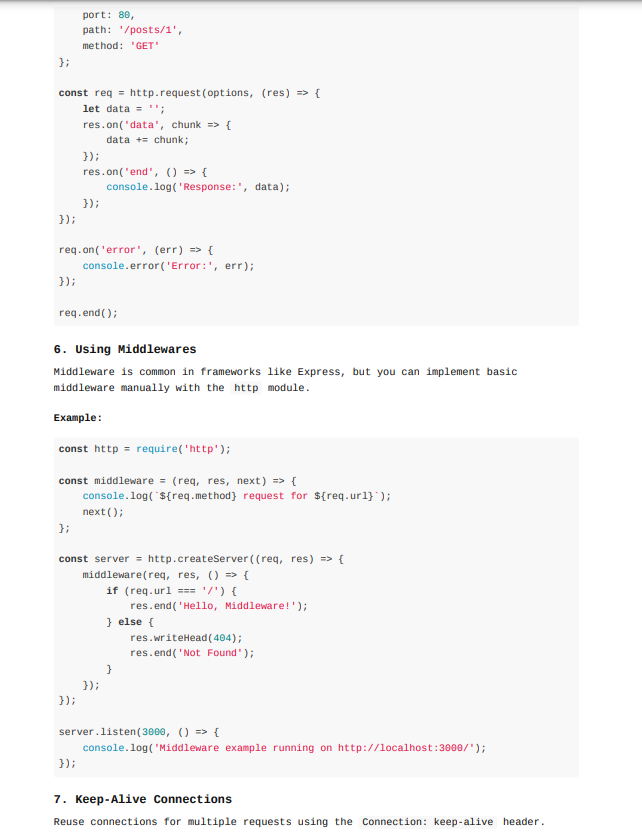 port: 80,
    path: '/posts/1',
    method: 'GET'
};
const req = http.request(options, (res) => {
    let data = '';
    res.on('data', chunk => {
        data += chunk;
    });
    res.on('end', () => {
        console.log('Response:', data);
    });
});
req.on('error', (err) => {
    console.error('Error:', err);
});
req.end();
6. Using Middlewares
Middleware is common in frameworks like Express, but you can implement basic
middleware manually with the http module.
Example:
const http = require('http');
const middleware = (req, res, next) => {
    console.log(`${req.method} request for ${req.url}`);
    next();
};
const server = http.createServer((req, res) => {
    middleware(req, res, () => {
        if (req.url === '/') {
            res.end('Hello, Middleware!');
        } else {
            res.writeHead(404);
            res.end('Not Found');
        }
    });
});
server.listen(3000, () => {
    console.log('Middleware example running on http://localhost:3000/');
});
7. Keep-Alive Connections
Reuse connections for multiple requests using the Connection: keep-alive header.